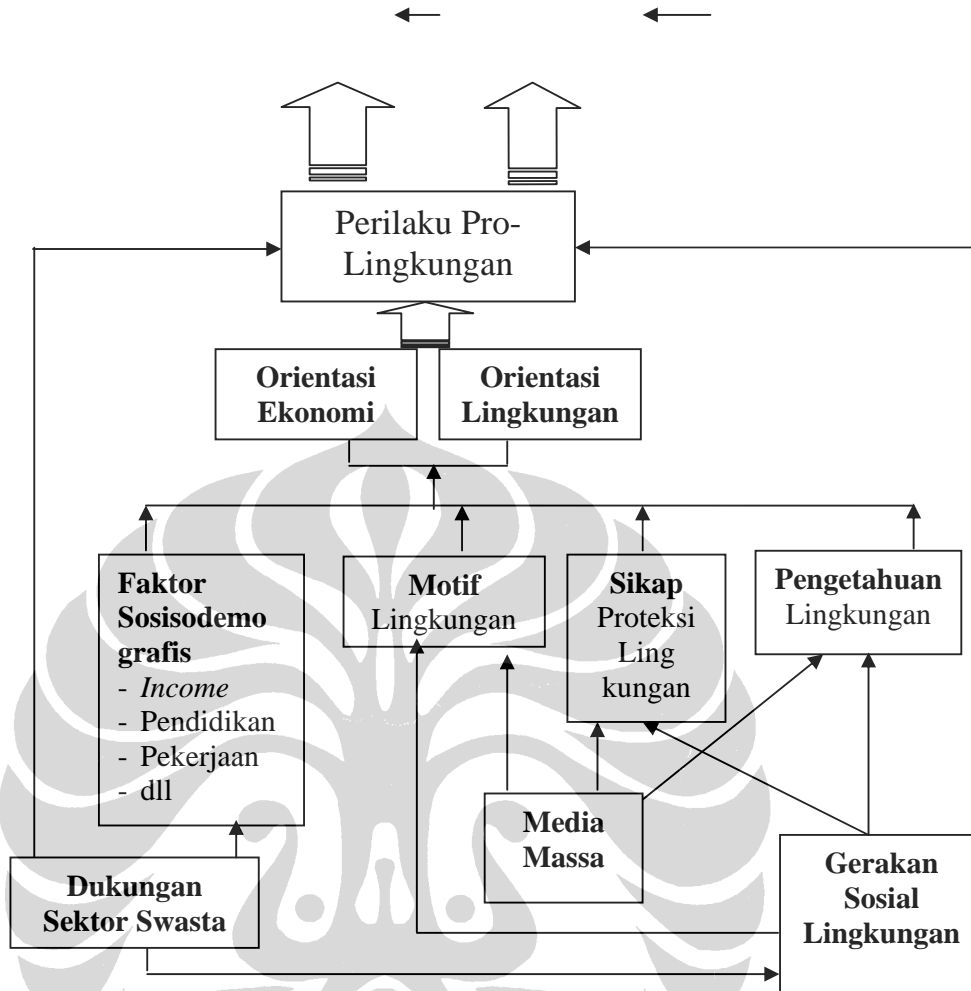 Perilaku Pro-
Lingkungan
Orientasi
Ekonomi
Orientasi
Lingkungan
Faktor
Sosisodemo
grafis
- Income
- Pendidikan
- Pekerjaan
- dll
Motif
Lingkungan
Sikap
Proteksi
Ling
kungan
Pengetahuan
Lingkungan
Media
Massa
Dukungan
Sektor Swasta
Gerakan
Sosial
Lingkungan